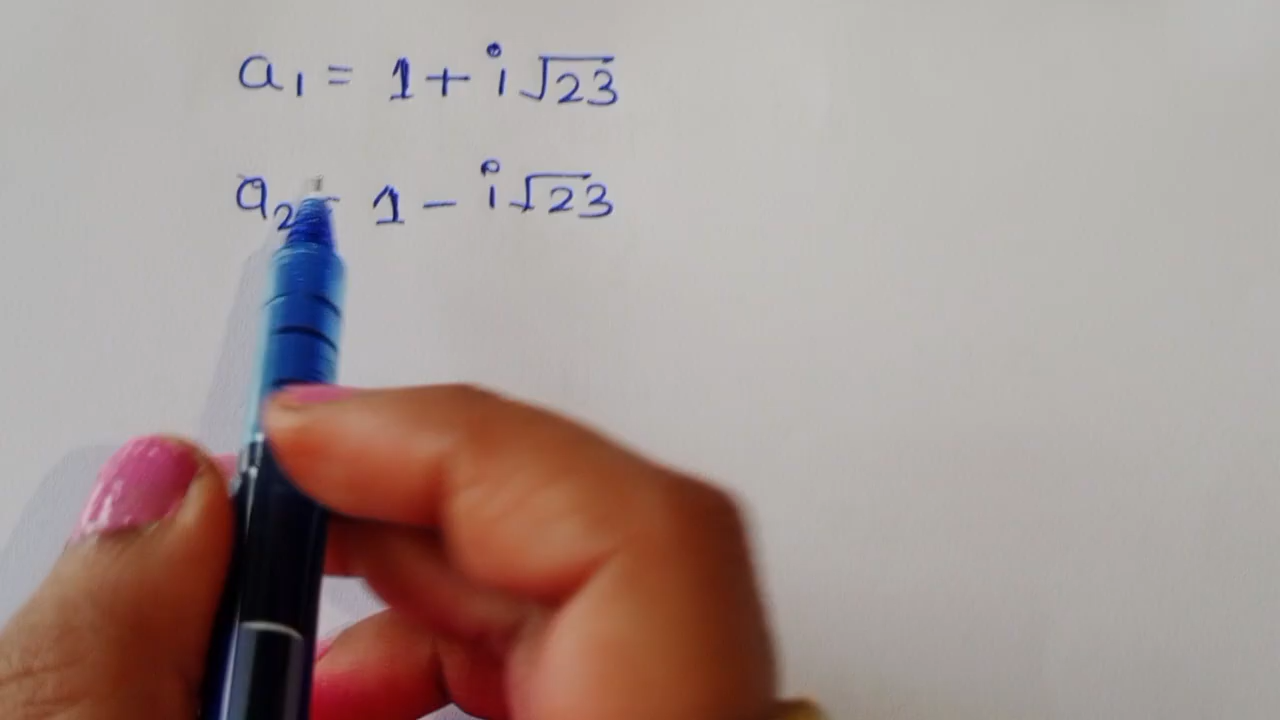 a₁ = 1 + i√23
a₂ = 1 - i√23